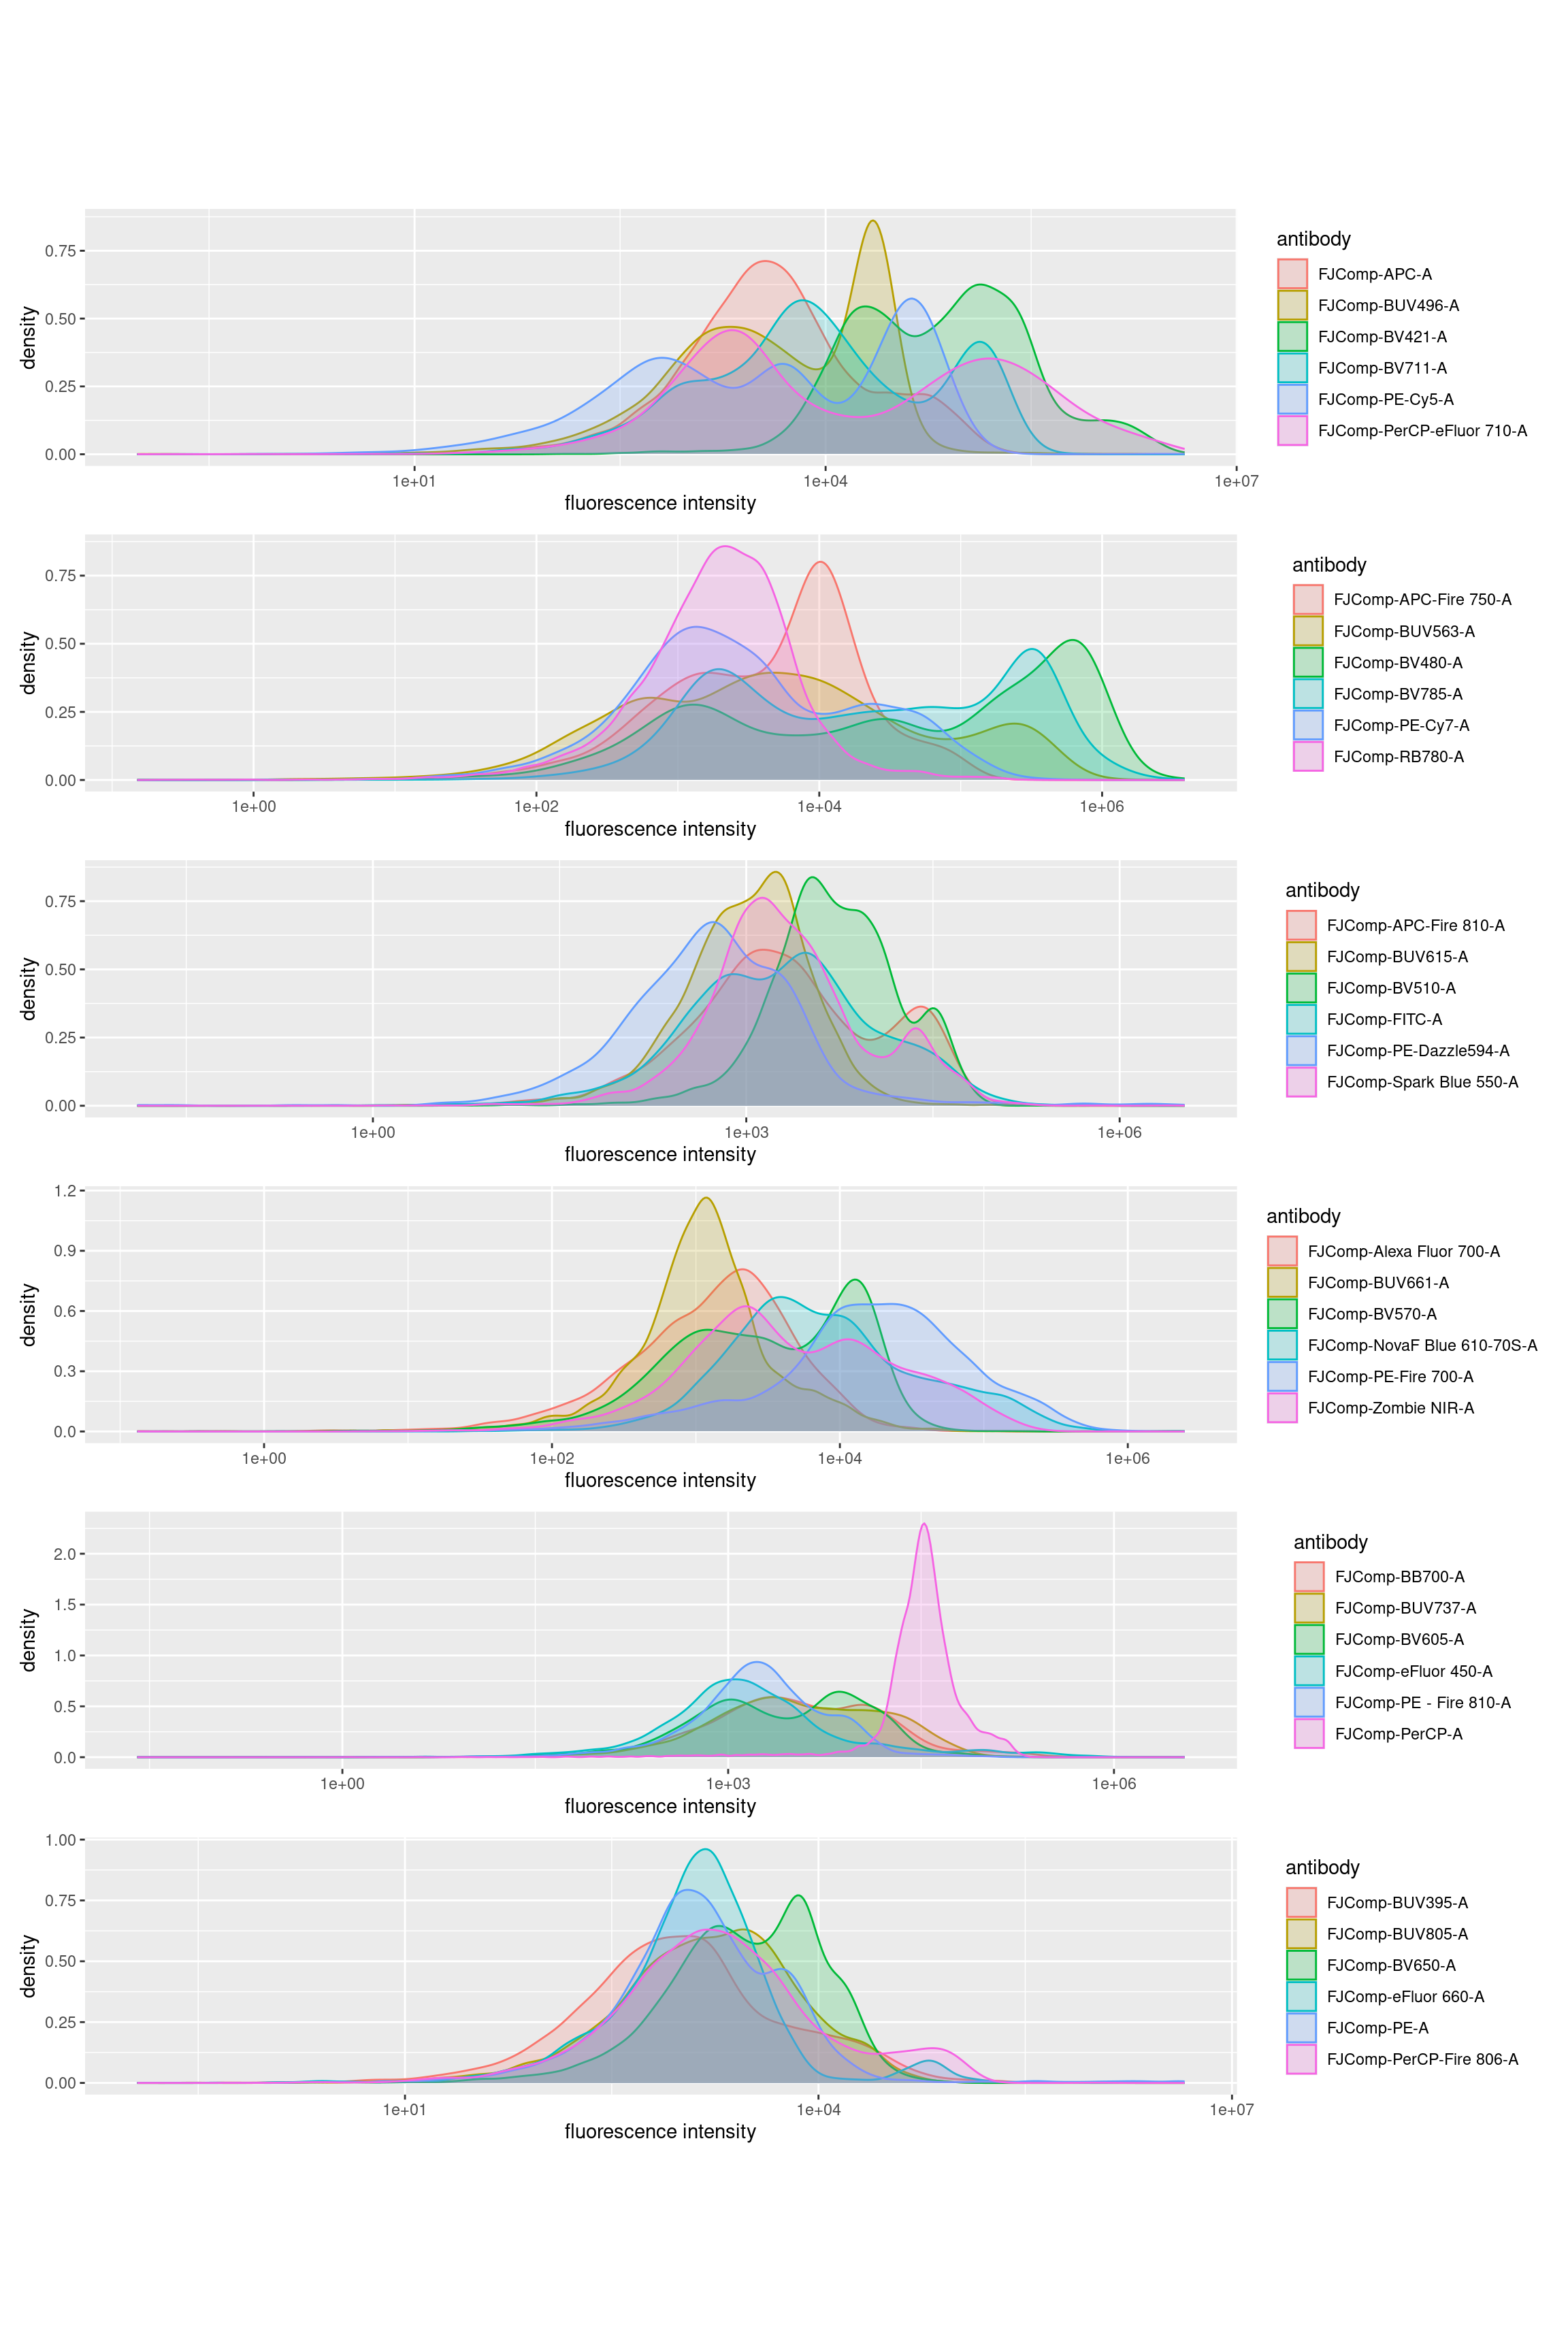 antibody
0.75
0.50
0.25
0.00
density
FJComp-APC-A
FJComp-BUV496-A
FJComp-BV421-A
FJComp-BV711-A
FJComp-PE-Cy5-A
FJComp-PerCP-eFluor 710-A
1e+01 1e+04 1e+07
fluorescence intensity
antibody
0.75
0.50
0.25
0.00
density
FJComp-APC-Fire 750-A
FJComp-BUV563-A
FJComp-BV480-A
FJComp-BV785-A
FJComp-PE-Cy7-A
FJComp-RB780-A
1e+00 1e+02 1e+04 1e+06
fluorescence intensity
antibody
0.75
0.50
0.25
0.00
density
FJComp-APC-Fire 810-A
FJComp-BUV615-A
FJComp-BV510-A
FJComp-FITC-A
FJComp-PE-Dazzle594-A
FJComp-Spark Blue 550-A
1e+00 1e+03 1e+06
fluorescence intensity
antibody
1.2
0.9
0.6
0.3
0.0
density
FJComp-Alexa Fluor 700-A
FJComp-BUV661-A
FJComp-BV570-A
FJComp-NovaF Blue 610-70S-A
FJComp-PE-Fire 700-A
FJComp-Zombie NIR-A
1e+00 1e+02 1e+04 1e+06
fluorescence intensity
antibody
2.0
1.5
1.0
0.5
0.0
density
FJComp-BB700-A
FJComp-BUV737-A
FJComp-BV605-A
FJComp-eFluor 450-A
FJComp-PE - Fire 810-A
FJComp-PerCP-A
1e+00 1e+03 1e+06
fluorescence intensity
antibody
1.00
0.75
0.50
0.25
0.00
density
FJComp-BUV395-A
FJComp-BUV805-A
FJComp-BV650-A
FJComp-eFluor 660-A
FJComp-PE-A
FJComp-PerCP-Fire 806-A
1e+01 1e+04 1e+07
fluorescence intensity